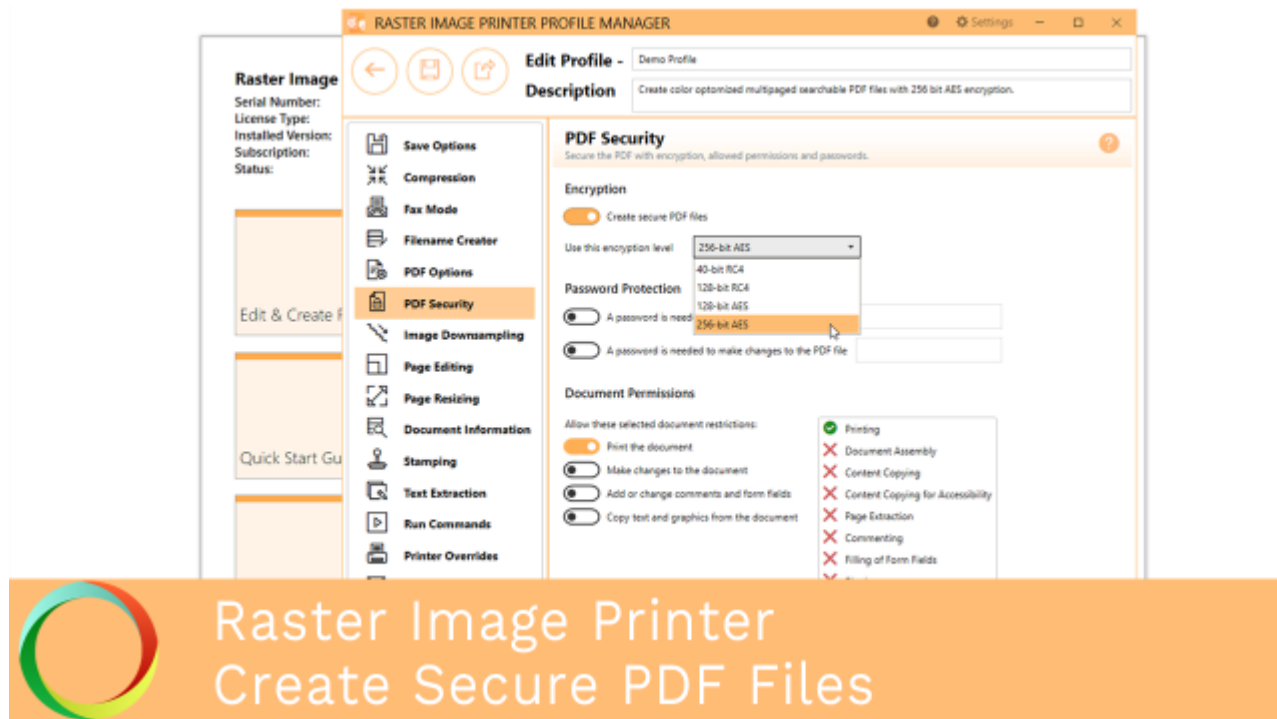 RASTER IMAGE PRINTER PROFILE MANAGER
Settings
Edit Profile - Demo Profile
Description Create color optomized multipaged searchable PDF files with 256 bit AES encryption.
Raster Image
Serial Number:
License Type:
Installed Version:
Subscription:
Status:
Edit & Create
Quick Start Gu
Save Options
Compression
Fax Mode
Filename Creator
PDF Options
PDF Security
Image Downsampling
Page Editing
Page Resizing
Document Information
Stamping
Text Extraction
Run Commands
Printer Overrides
PDF Security
Secure the PDF with encryption, allowed permissions and passwords.
Encryption
Create secure PDF files
Use this encryption level 256-bit AES
40-bit RC4
128-bit RC4
128-bit AES
256-bit AES
Password Protection
A password is need
A password is needed to make changes to the PDF file
Document Permissions
Allow these selected document restrictions:
Print the document
Make changes to the document
Add or change comments and form fields
Copy text and graphics from the document
Printing
Document Assembly
Content Copying
Content Copying for Accessibility
Page Extraction
Commenting
Filling of Form Fields
Raster Image Printer
Create Secure PDF Files